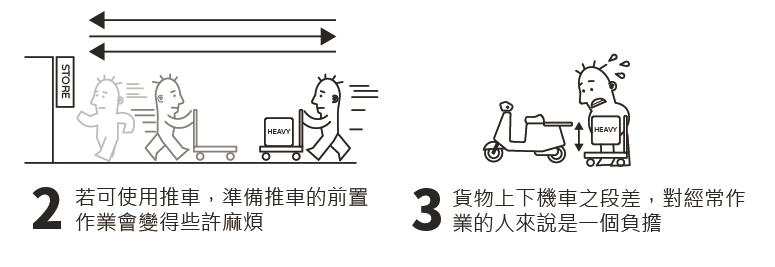 STORE
HEAVY
HEAVY
2 若可使用推車，準備推車的前置
作業會變得些許麻煩
3 貨物上下機車之段差，對經常作
業的人來說是一個負擔